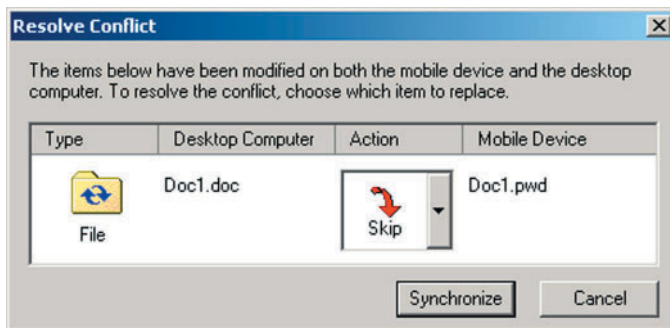 Resolve Conflict
The items below have been modified on both the mobile device and the desktop
computer. To resolve the conflict, choose which item to replace.
Type Desktop Computer Action Mobile Device
Doc1.doc Doc1.pwd
File Skip
Synchronize Cancel